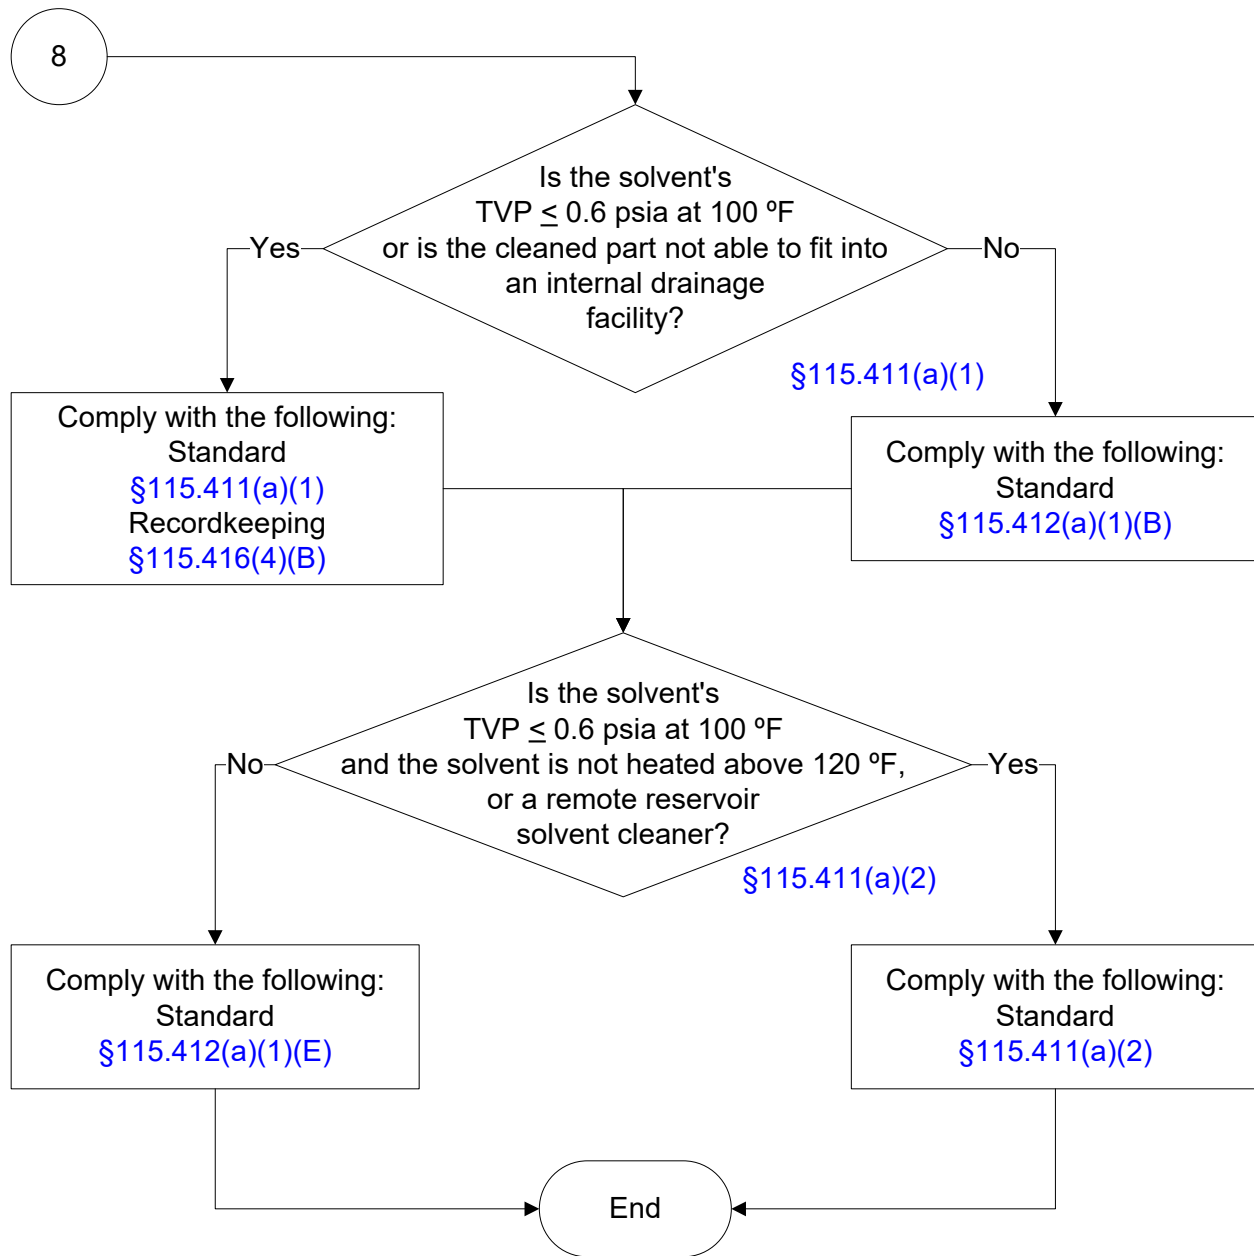 8
Is the solvent's
TVP ≤ 0.6 psia at 100 ºF
or is the cleaned part not able to fit into
an internal drainage
facility?
Yes
No
§115.411(a)(1)
Comply with the following:
Standard
§115.411(a)(1)
Recordkeeping
§115.416(4)(B)
Comply with the following:
Standard
§115.412(a)(1)(B)
Is the solvent's
TVP ≤ 0.6 psia at 100 ºF
and the solvent is not heated above 120 ºF,
or a remote reservoir
solvent cleaner?
No
Yes
§115.411(a)(2)
Comply with the following:
Standard
§115.412(a)(1)(E)
Comply with the following:
Standard
§115.411(a)(2)
End